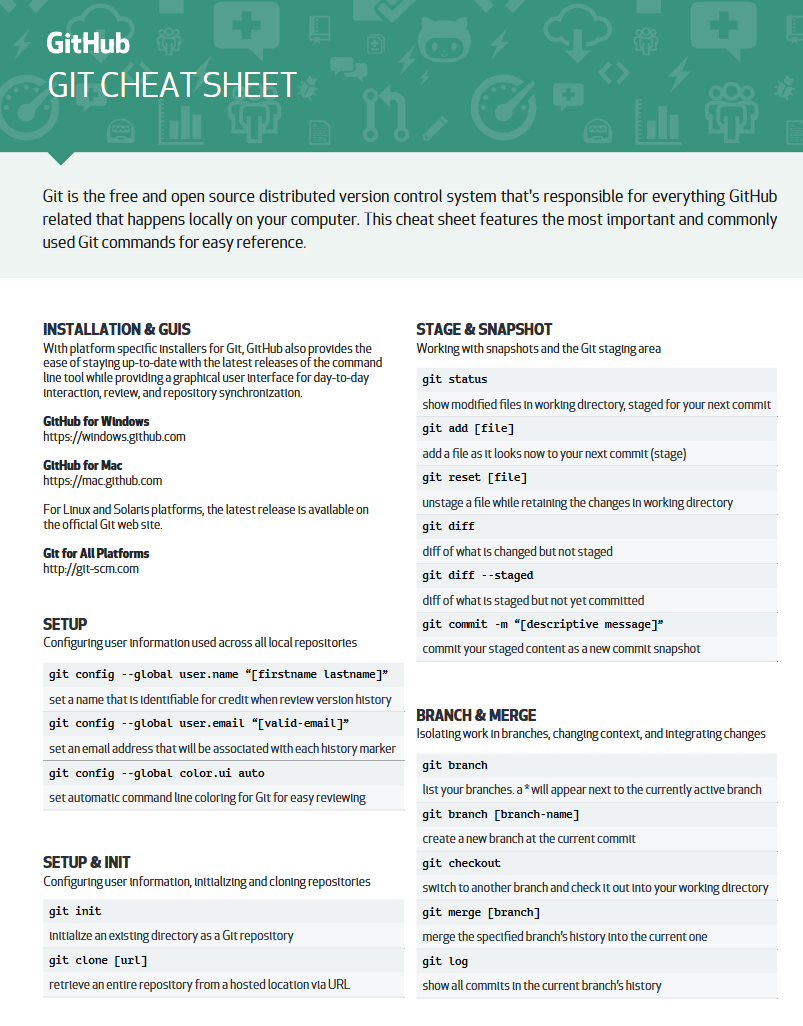 GitHub
GIT CHEAT SHEET
Git is the free and open source distributed version control system that's responsible for everything GitHub
related that happens locally on your computer. This cheat sheet features the most important and commonly
used Git commands for easy reference.
INSTALLATION & GUIS
With platform specific installers for Git, GitHub also provides the
ease of staying up-to-date with the latest releases of the command
line tool while providing a graphical user interface for day-to-day
interaction, review, and repository synchronization.
GitHub for Windows
https://windows.github.com
GitHub for Mac
https://mac.github.com
For Linux and Solaris platforms, the latest release is available on
the official Git web site.
Git for All Platforms
http://git-scm.com
SETUP
Configuring user information used across all local repositories
git config --global user.name “[firstname lastname]”
set a name that is identifiable for credit when review version history
git config --global user.email “[valid-email]”
set an email address that will be associated with each history marker
git config --global color.ui auto
set automatic command line coloring for Git for easy reviewing
SETUP & INIT
Configuring user information, initializing and cloning repositories
git init
initialize an existing directory as a Git repository
git clone [url]
retrieve an entire repository from a hosted location via URL
STAGE & SNAPSHOT
Working with snapshots and the Git staging area
git status
show modified files in working directory, staged for your next commit
git add [file]
add a file as it looks now to your next commit (stage)
git reset [file]
unstage a file while retaining the changes in working directory
git diff
diff of what is changed but not staged
git diff --staged
diff of what is staged but not yet committed
git commit -m “[descriptive message]”
commit your staged content as a new commit snapshot
BRANCH & MERGE
Isolating work in branches, changing context, and integrating changes
git branch
list your branches. a * will appear next to the currently active branch
git branch [branch-name]
create a new branch at the current commit
git checkout
switch to another branch and check it out into your working directory
git merge [branch]
merge the specified branch’s history into the current one
git log
show all commits in the current branch’s history